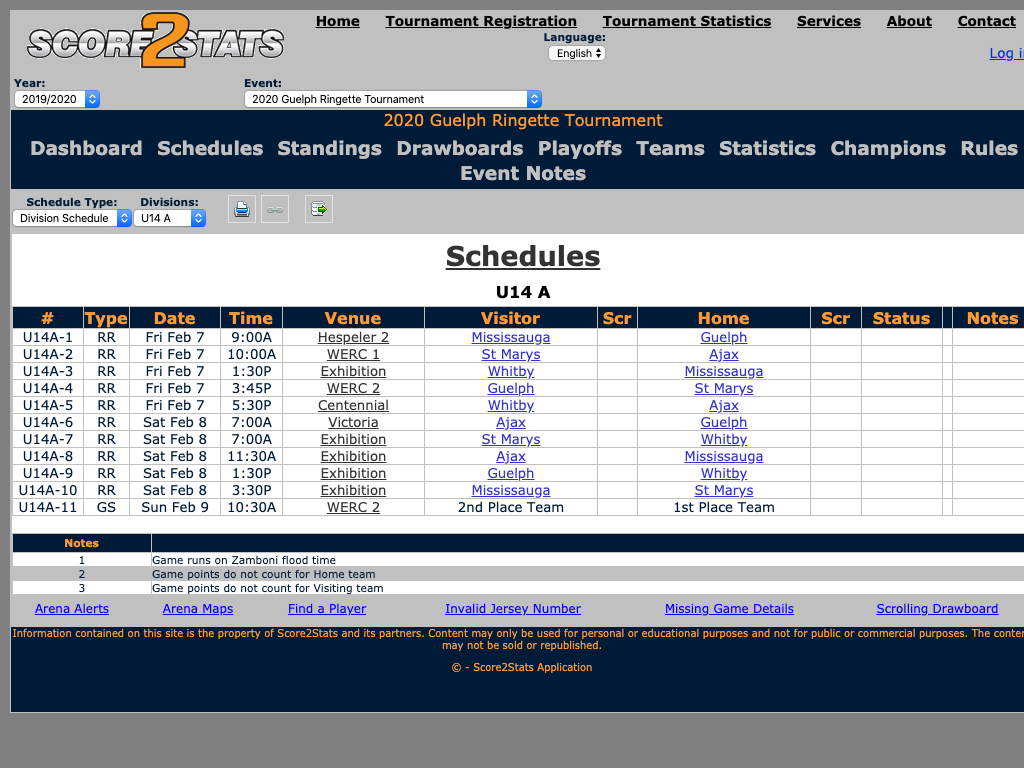 SCORE2STATS
Home Tournament Registration Tournament Statistics Services About Contact
Language:
English
Log in
Year: Event:
2019/2020 2020 Guelph Ringette Tournament
2020 Guelph Ringette Tournament
Dashboard Schedules Standings Drawboards Playoffs Teams Statistics Champions Rules
Event Notes
Schedule Type: Divisions:
Division Schedule U14 A
Schedules
U14 A
# Type Date Time Venue Visitor Scr Home Scr Status Notes
U14A-1 RR Fri Feb 7 9:00A Hespeler 2 Mississauga Guelph
U14A-2 RR Fri Feb 7 10:00A WERC 1 St Marys Ajax
U14A-3 RR Fri Feb 7 1:30P Exhibition Whitby Mississauga
U14A-4 RR Fri Feb 7 3:45P WERC 2 Guelph St Marys
U14A-5 RR Fri Feb 7 5:30P Centennial Whitby Ajax
U14A-6 RR Sat Feb 8 7:00A Victoria Ajax Guelph
U14A-7 RR Sat Feb 8 7:00A Exhibition St Marys Whitby
U14A-8 RR Sat Feb 8 11:30A Exhibition Ajax Mississauga
U14A-9 RR Sat Feb 8 1:30P Exhibition Guelph Whitby
U14A-10 RR Sat Feb 8 3:30P Exhibition Mississauga St Marys
U14A-11 GS Sun Feb 9 10:30A WERC 2 2nd Place Team 1st Place Team
Notes
1 Game runs on Zamboni flood time
2 Game points do not count for Home team
3 Game points do not count for Visiting team
Arena Alerts Arena Maps Find a Player Invalid Jersey Number Missing Game Details Scrolling Drawboard
Information contained on this site is the property of Score2Stats and its partners. Content may only be used for personal or educational purposes and not for public or commercial purposes. The conten
may not be sold or republished.
© - Score2Stats Application